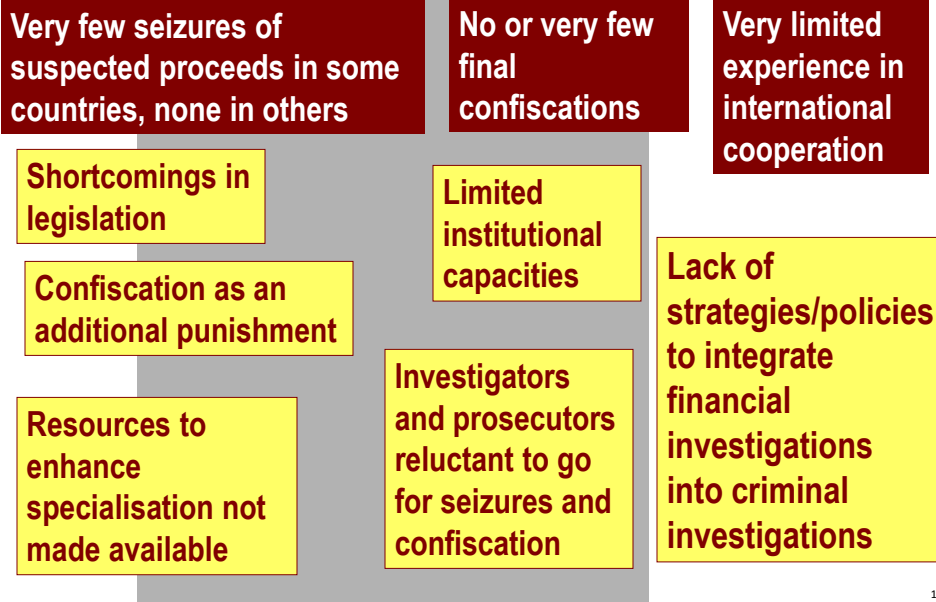 Very few seizures of
suspected proceeds in some
countries, none in others
No or very few
final
confiscations
Very limited
experience in
international
cooperation
Shortcomings in
legislation
Limited
institutional
capacities
Confiscation as an
additional punishment
Lack of
strategies/policies
to integrate
financial
investigations
into criminal
investigations
Resources to
enhance
specialisation not
made available
Investigators
and prosecutors
reluctant to go
for seizures and
confiscation
1